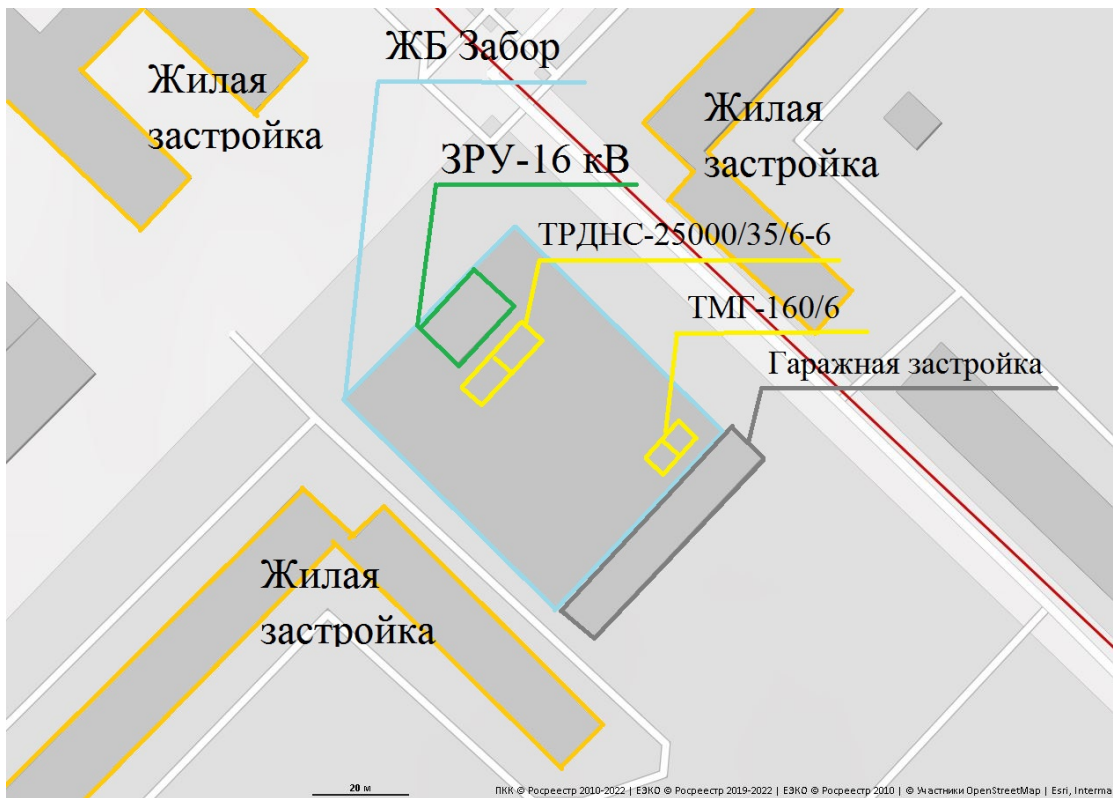 ЖБ Забор
Жилая
застройка
Жилая
застройка
ЗРУ-16 кВ
ТРДНС-25000/35/6-6
ТМГ-160/6
Гаражная застройка
Жилая
застройка
20 м
ПКК © Росреестр 2010-2022 | ЕЭКО © Росреестр 2019-2022 | ЕЭКО © Росреестр 2010 | © Участники OpenStreetMap | Esri, Interma